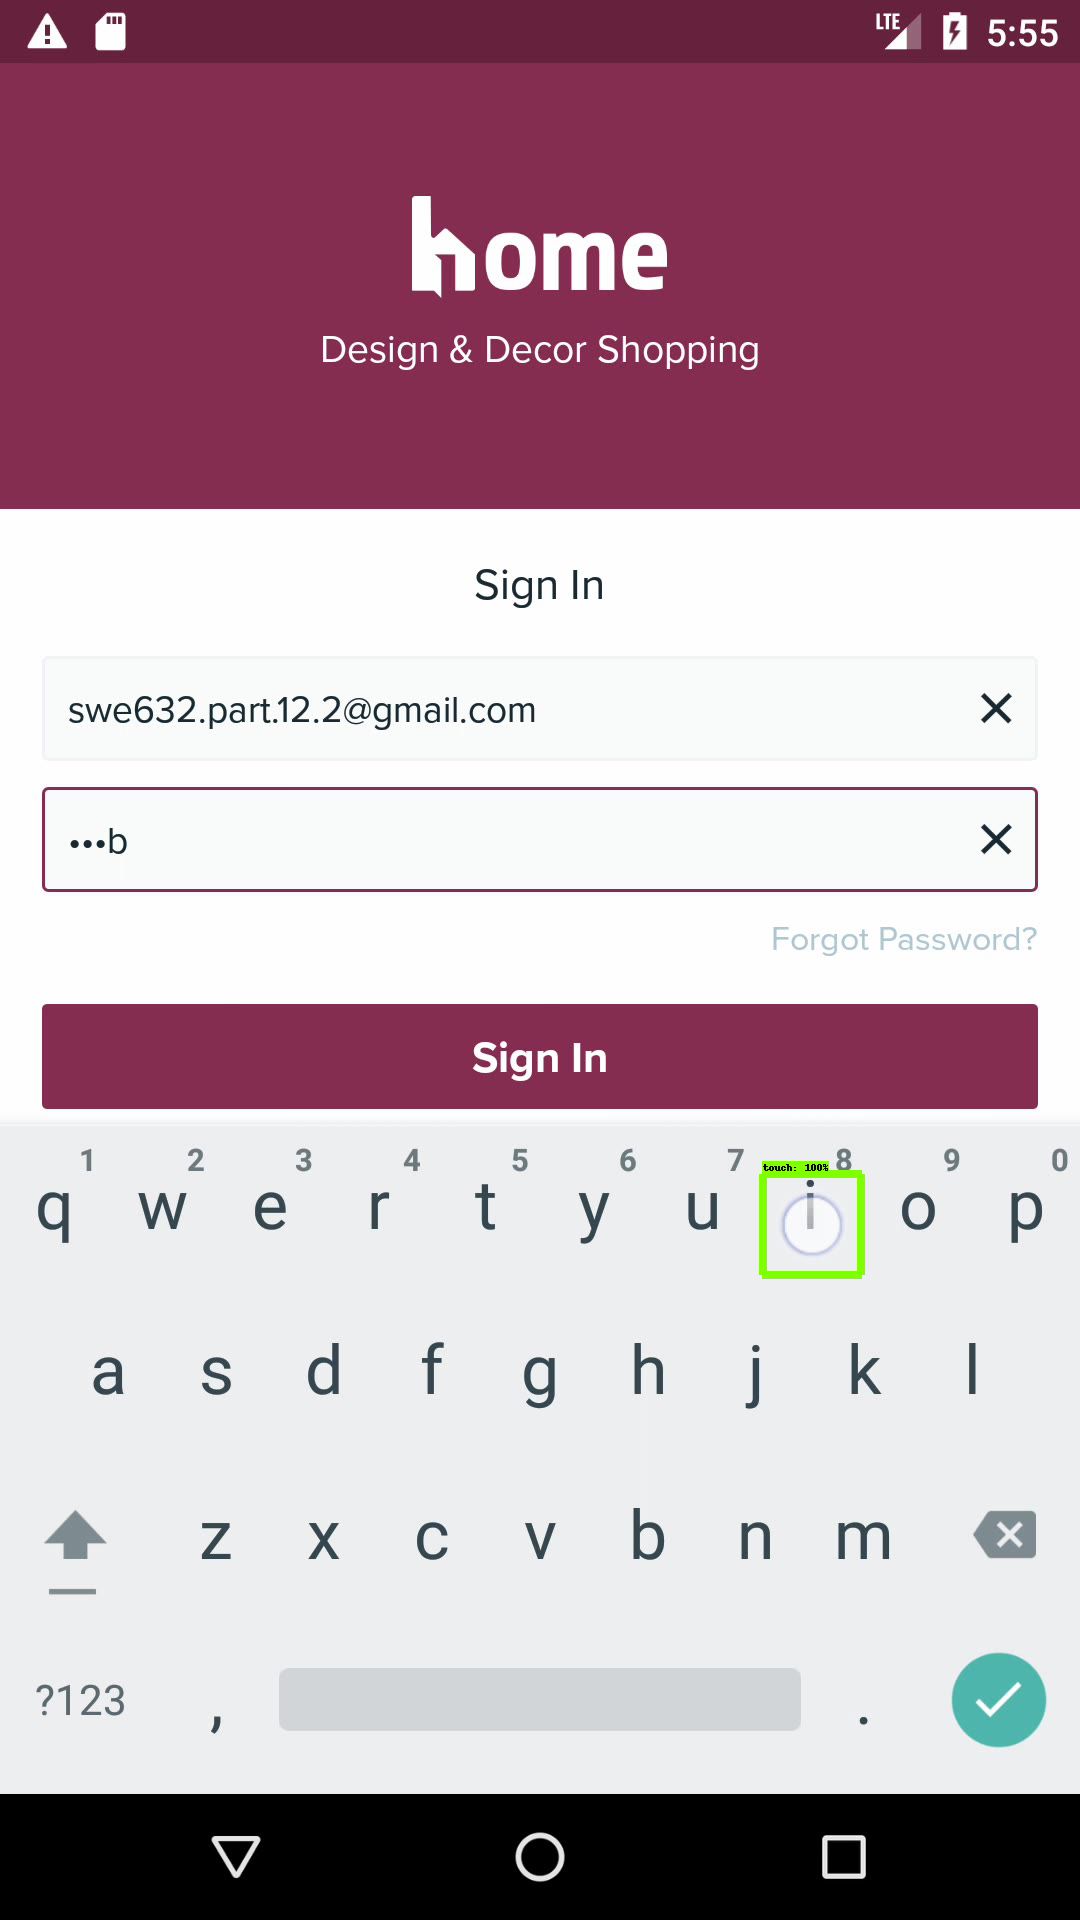 LTE 5:55
home
Design & Decor Shopping
Sign In
swe632.part.12.2@gmail.com
•••b
Forgot Password?
Sign In
1 2 3 4 5 6 7 8 9 0
touch: 100%
q w e r t y u i o p
a s d f g h j k l
z x c v b n m
?123 , .